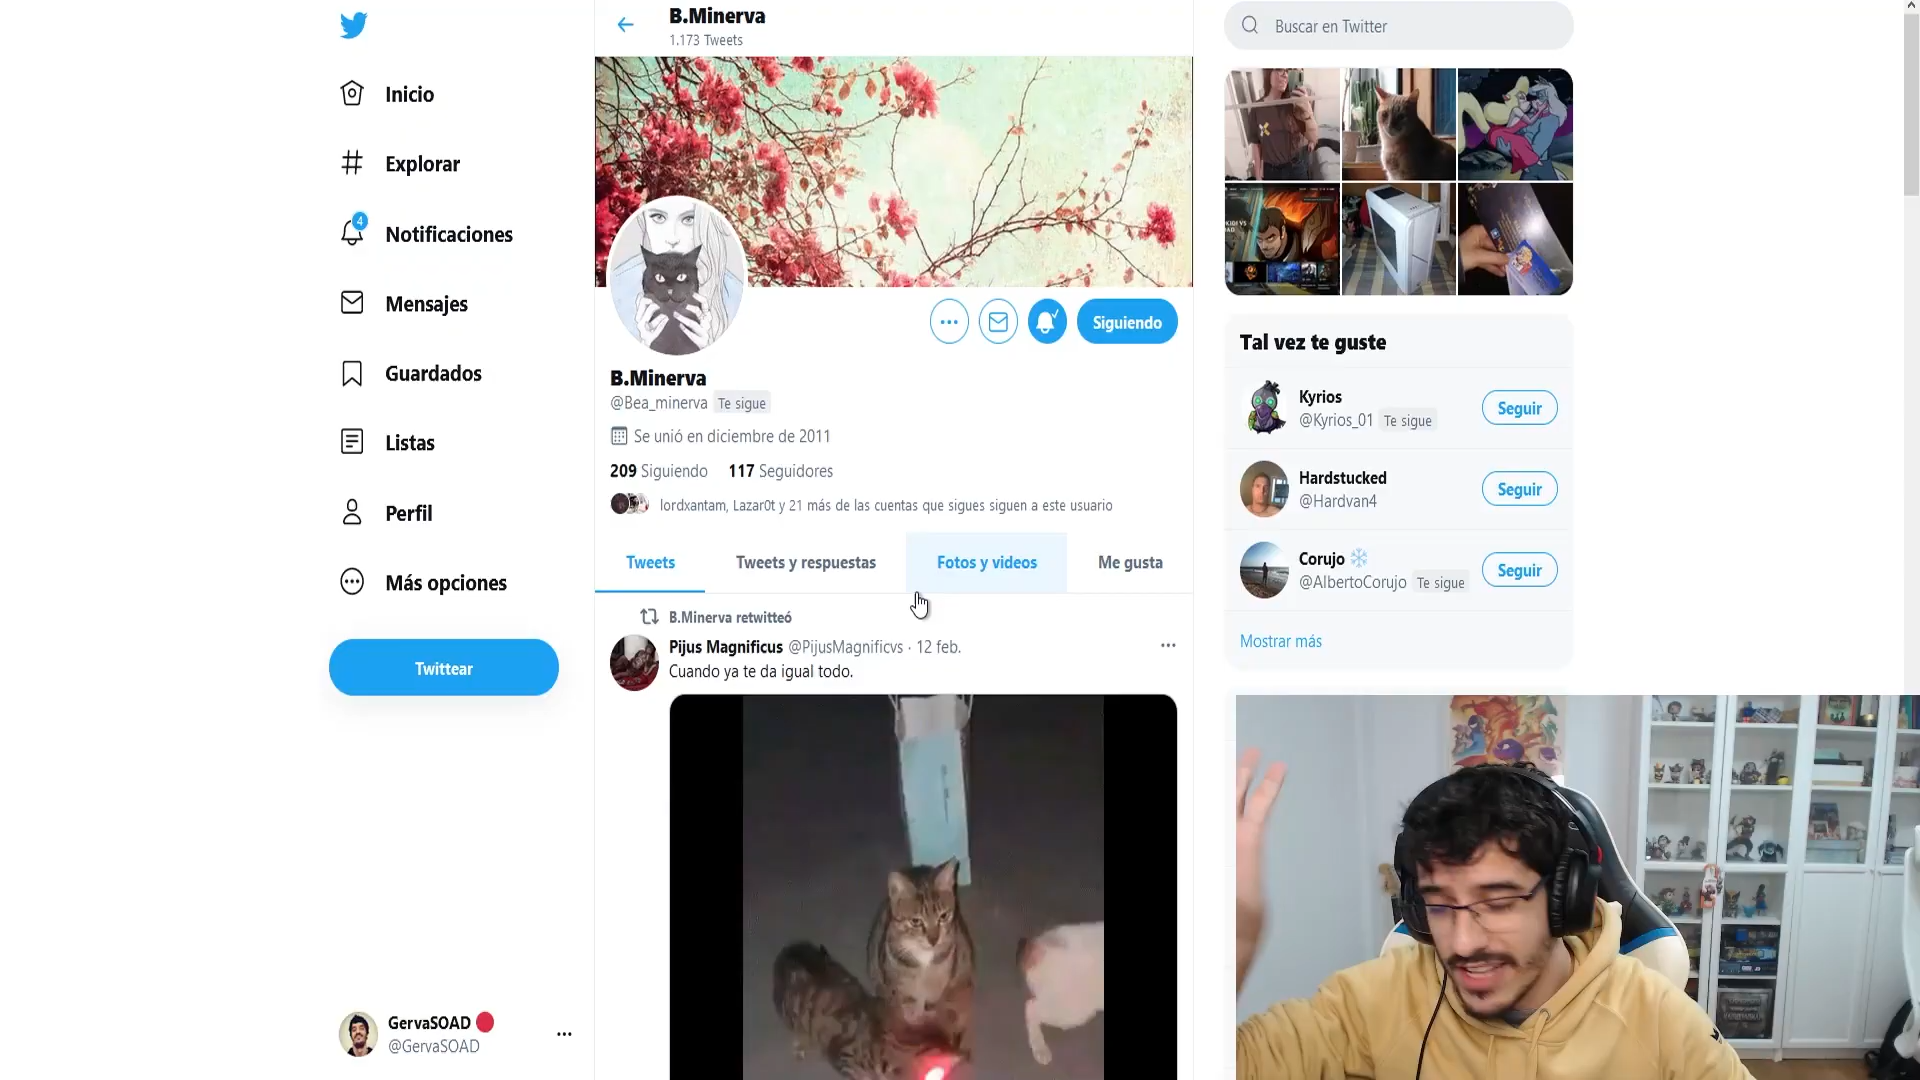 B.Minerva
1.173 Tweets
Buscar en Twitter
Inicio
Explorar
4
Notificaciones
Mensajes
Guardados
Listas
Perfil
Más opciones
Twittear
GervaSOAD
@GervaSOAD
Siguiendo
B.Minerva
@Bea_minerva Te sigue
Se unió en diciembre de 2011
209 Siguiendo 117 Seguidores
lordxantam, Lazar0t y 21 más de las cuentas que sigues siguen a este usuario
Tweets Tweets y respuestas Fotos y videos Me gusta
B.Minerva retwitteó
Pijus Magnificus @PijusMagnificvs · 12 feb.
Cuando ya te da igual todo.
Tal vez te guste
Kyrios
@Kyrios_01 Te sigue
Seguir
Hardstucked
@Hardvan4
Seguir
Corujo
@AlbertoCorujo Te sigue
Seguir
Mostrar más